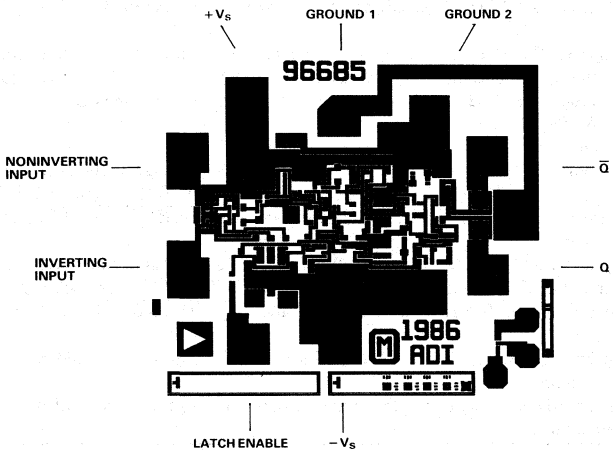 +VS GROUND 1 GROUND 2
96685
NONINVERTING
INPUT
Q̅
INVERTING
INPUT
Q
M 1986
ADI
LATCH ENABLE −VS